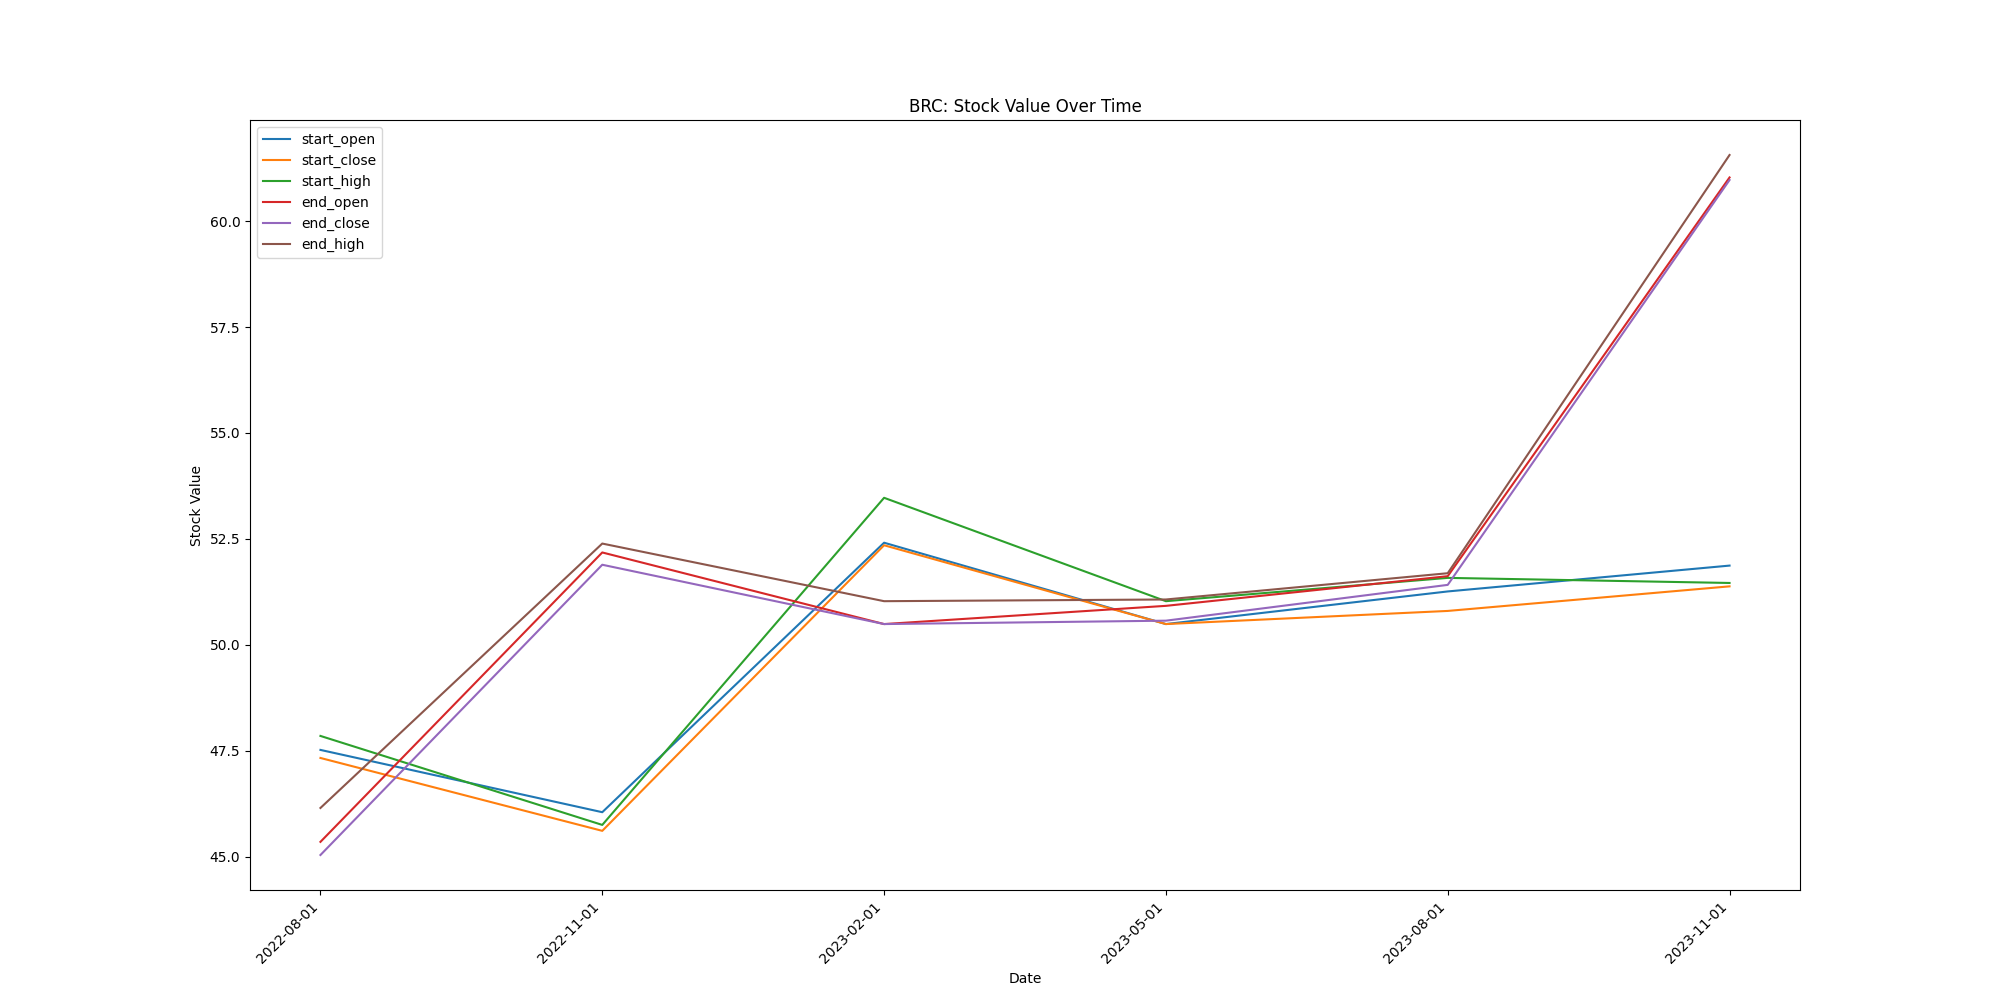 BRC: Stock Value Over Time
start_open
start_close
start_high
end_open
end_close
end_high
60.0
57.5
55.0
52.5
50.0
47.5
45.0
Stock Value
2022-08-01
2022-11-01
2023-02-01
2023-05-01
2023-08-01
2023-11-01
Date